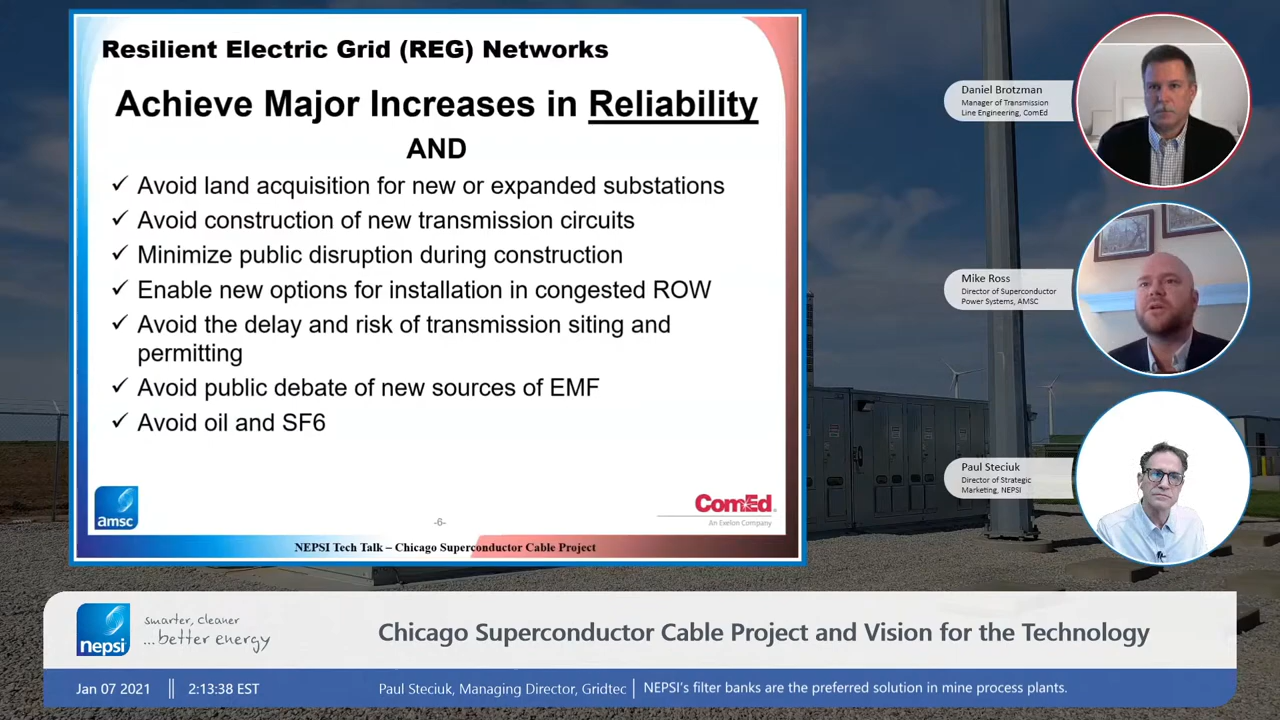 Resilient Electric Grid (REG) Networks
Achieve Major Increases in Reliability
AND
✓ Avoid land acquisition for new or expanded substations
✓ Avoid construction of new transmission circuits
✓ Minimize public disruption during construction
✓ Enable new options for installation in congested ROW
✓ Avoid the delay and risk of transmission siting and
permitting
✓ Avoid public debate of new sources of EMF
✓ Avoid oil and SF6
amsc
-6-
ComEd
An Exelon Company
NEPSI Tech Talk – Chicago Superconductor Cable Project
Daniel Brotzman
Manager of Transmission
Line Engineering, ComEd
Mike Ross
Director of Superconductor
Power Systems, AMSC
Paul Steciuk
Director of Strategic
Marketing, NEPSI
nepsi
smarter, cleaner
...better energy
Chicago Superconductor Cable Project and Vision for the Technology
Jan 07 2021 || 2:13:38 EST
Paul Steciuk, Managing Director, Gridtec | NEPSI's filter banks are the preferred solution in mine process plants.